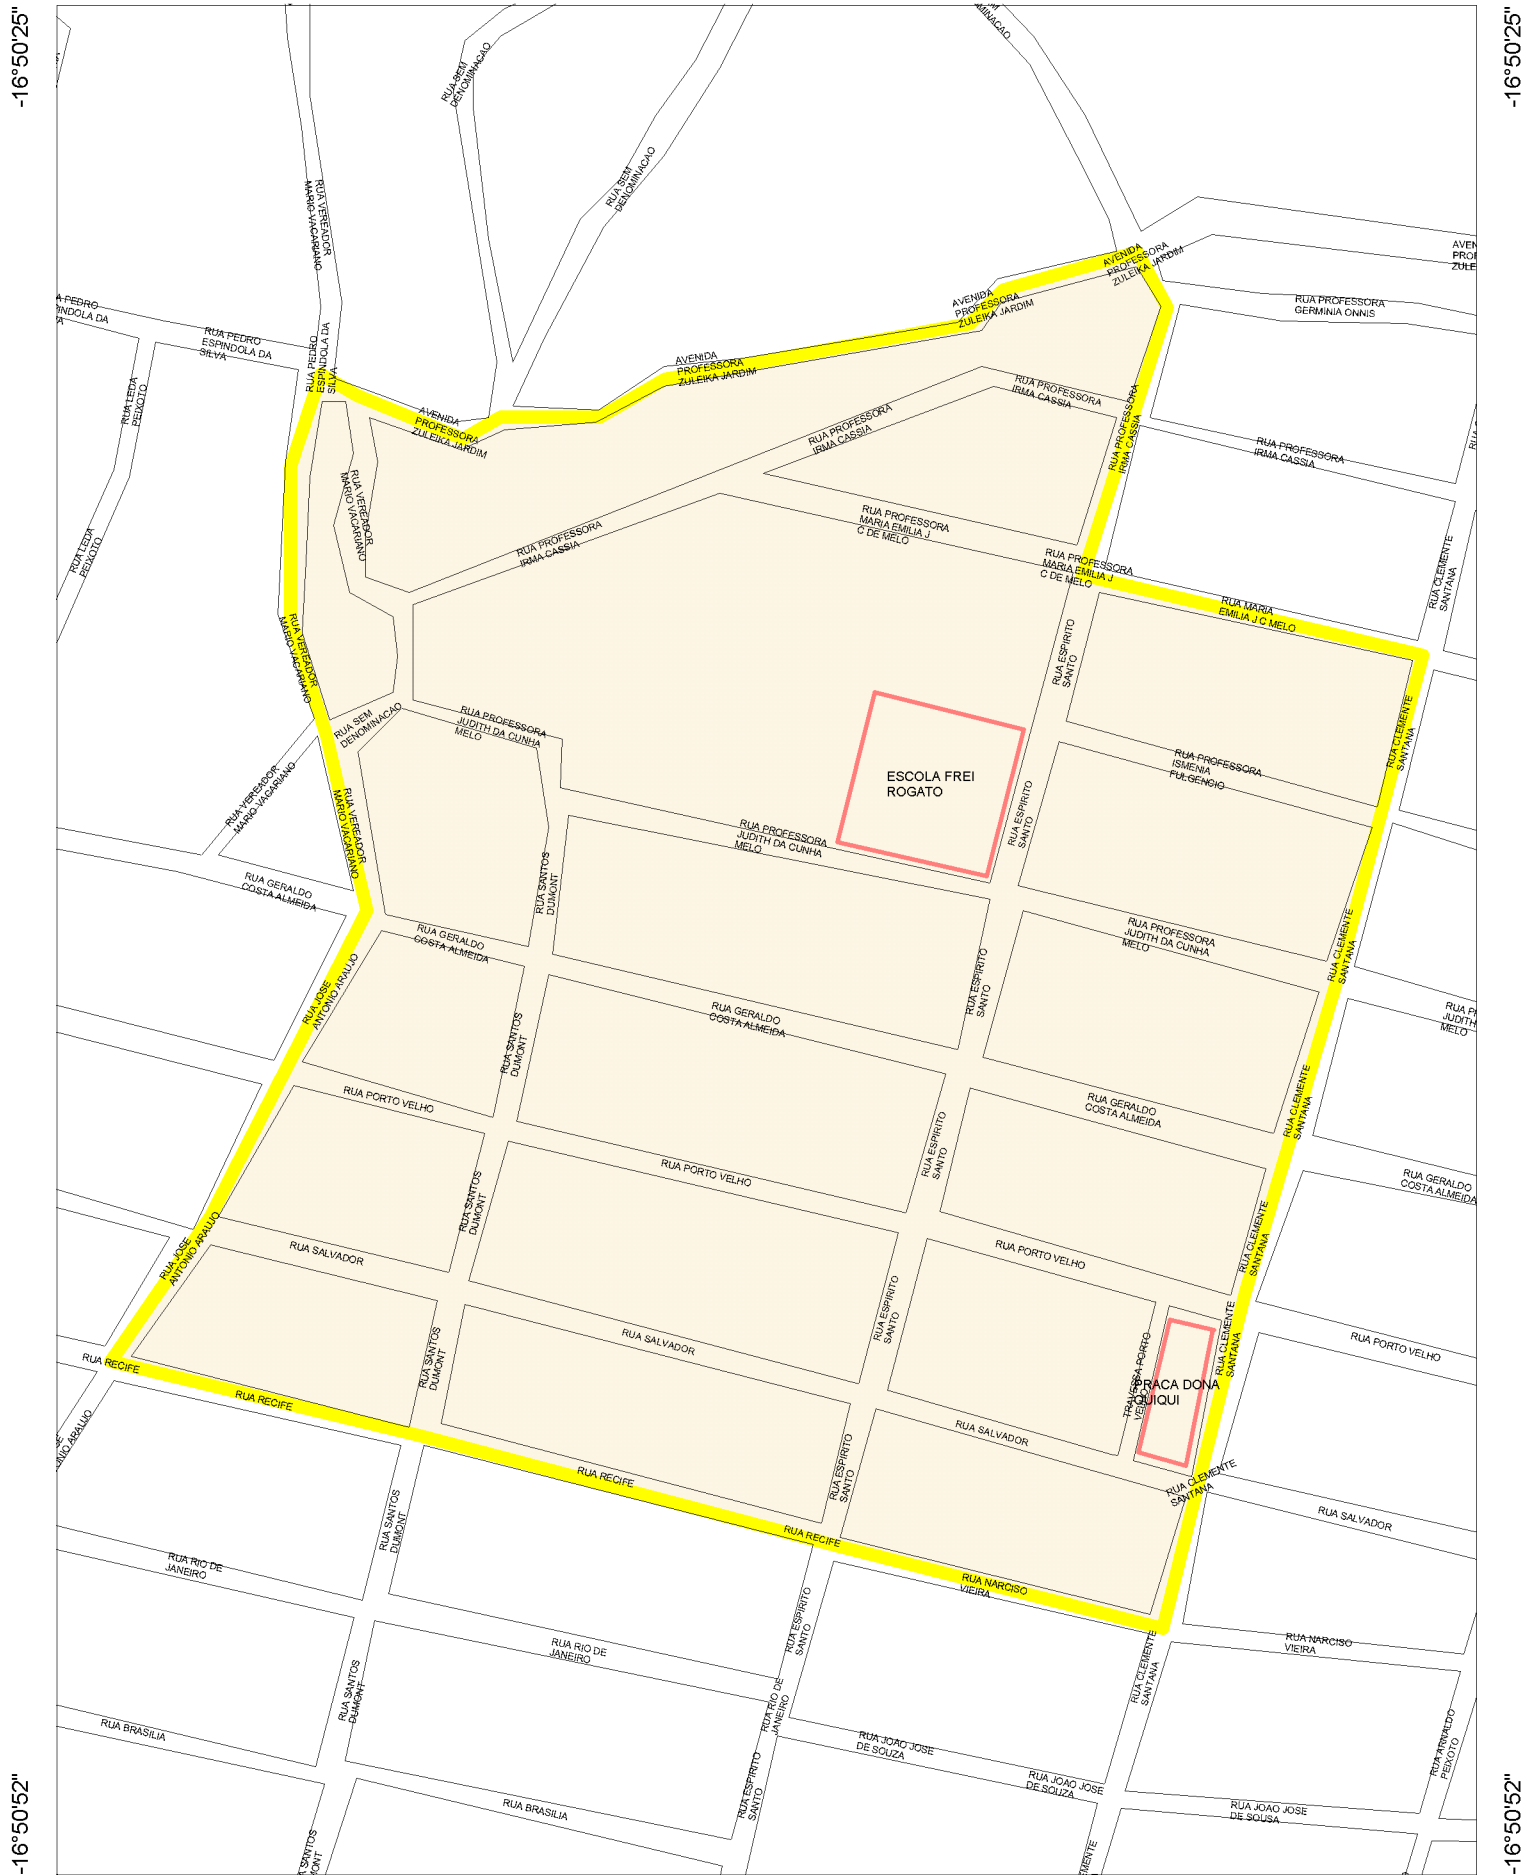 -16°50'25"
-16°50'25"
RUA SEM
DENOMINACAO
RUA SEM
DENOMINACAO
RUA VEREADOR
MARIO VACARIANO
AVENIDA
PROFESSORA
ZULEIKA JARDIM
RUA PROFESSORA
GERMINIA ONNIS
AVENIDA
PROFESSORA
ZULEIKA JARDIM
RUA PEDRO
ESPINDOLA DA
SILVA
RUA PEDRO
ESPINDOLA DA
SILVA
AVENIDA
PROFESSORA
ZULEIKA JARDIM
RUA LEDA
PEIXOTO
AVENIDA
PROFESSORA
ZULEIKA JARDIM
RUA PROFESSORA
IRMA CASSIA
RUA PROFESSORA
IRMA CASSIA
RUA PROFESSORA
IRMA CASSIA
RUA PROFESSORA
IRMA CASSIA
RUA VEREADOR
MARIO VACARIANO
RUA PROFESSORA
IRMA CASSIA
RUA PROFESSORA
MARIA EMILIA J
C DE MELO
RUA PROFESSORA
MARIA EMILIA J
C DE MELO
RUA LEDA
PEIXOTO
RUA CLEMENTE
SANTANA
RUA MARIA
EMILIA J C MELO
RUA VEREADOR
MARIO VACARIANO
RUA ESPIRITO
SANTO
RUA SEM
DENOMINACAO
RUA PROFESSORA
JUDITH DA CUNHA
MELO
RUA CLEMENTE
SANTANA
RUA PROFESSORA
ISMENIA
FULGENCIO
ESCOLA FREI
ROGATO
RUA VEREADOR
MARIO VACARIANO
RUA VEREADOR
MARIO VACARIANO
RUA ESPIRITO
SANTO
RUA PROFESSORA
JUDITH DA CUNHA
MELO
RUA GERALDO
COSTA ALMEIDA
RUA SANTOS
DUMONT
RUA GERALDO
COSTA ALMEIDA
RUA PROFESSORA
JUDITH DA CUNHA
MELO
RUA CLEMENTE
SANTANA
RUA ESPIRITO
SANTO
RUA JOSE
ANTONIO ARAUJO
RUA GERALDO
COSTA ALMEIDA
RUA SANTOS
DUMONT
RUA PORTO VELHO
RUA GERALDO
COSTA ALMEIDA
RUA CLEMENTE
SANTANA
RUA ESPIRITO
SANTO
RUA PORTO VELHO
RUA GERALDO
COSTA ALMEIDA
RUA SANTOS
DUMONT
RUA JOSE
ANTONIO ARAUJO
RUA SALVADOR
RUA PORTO VELHO
RUA CLEMENTE
SANTANA
RUA ESPIRITO
SANTO
RUA SALVADOR
RUA PORTO VELHO
RUA CLEMENTE
SANTANA
RUA RECIFE
RUA SANTOS
DUMONT
RUA RECIFE
TRAVESSA PORTO
PRACA DONA
QUIQUI
RUA SALVADOR
RUA RECIFE
RUA ESPIRITO
SANTO
RUA CLEMENTE
SANTANA
RUA SALVADOR
RUA SANTOS
DUMONT
RUA RECIFE
RUA RIO DE
JANEIRO
RUA NARCISO
VIEIRA
RUA ESPIRITO
SANTO
RUA RIO DE
JANEIRO
RUA NARCISO
VIEIRA
RUA CLEMENTE
SANTANA
RUA SANTOS
DUMONT
RUA RIO DE
JANEIRO
RUA BRASILIA
RUA JOAO JOSE
DE SOUZA
RUA ARNALDO
PEIXOTO
RUA JOAO JOSE
DE SOUZA
RUA ESPIRITO
SANTO
RUA BRASILIA
RUA JOAO JOSE
DE SOUSA
-16°50'52"
-16°50'52"